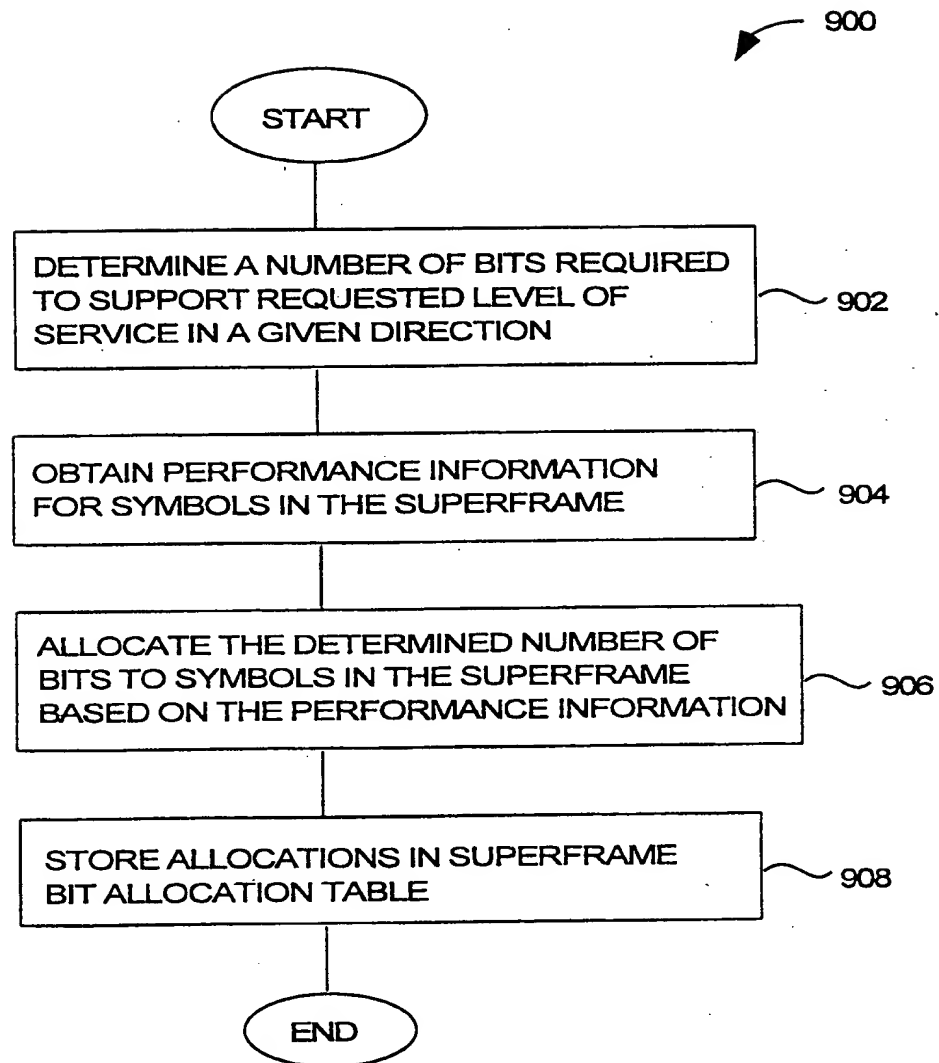 900
START
DETERMINE A NUMBER OF BITS REQUIRED
TO SUPPORT REQUESTED LEVEL OF
SERVICE IN A GIVEN DIRECTION
902
OBTAIN PERFORMANCE INFORMATION
FOR SYMBOLS IN THE SUPERFRAME
904
ALLOCATE THE DETERMINED NUMBER OF
BITS TO SYMBOLS IN THE SUPERFRAME
BASED ON THE PERFORMANCE INFORMATION
906
STORE ALLOCATIONS IN SUPERFRAME
BIT ALLOCATION TABLE
908
END